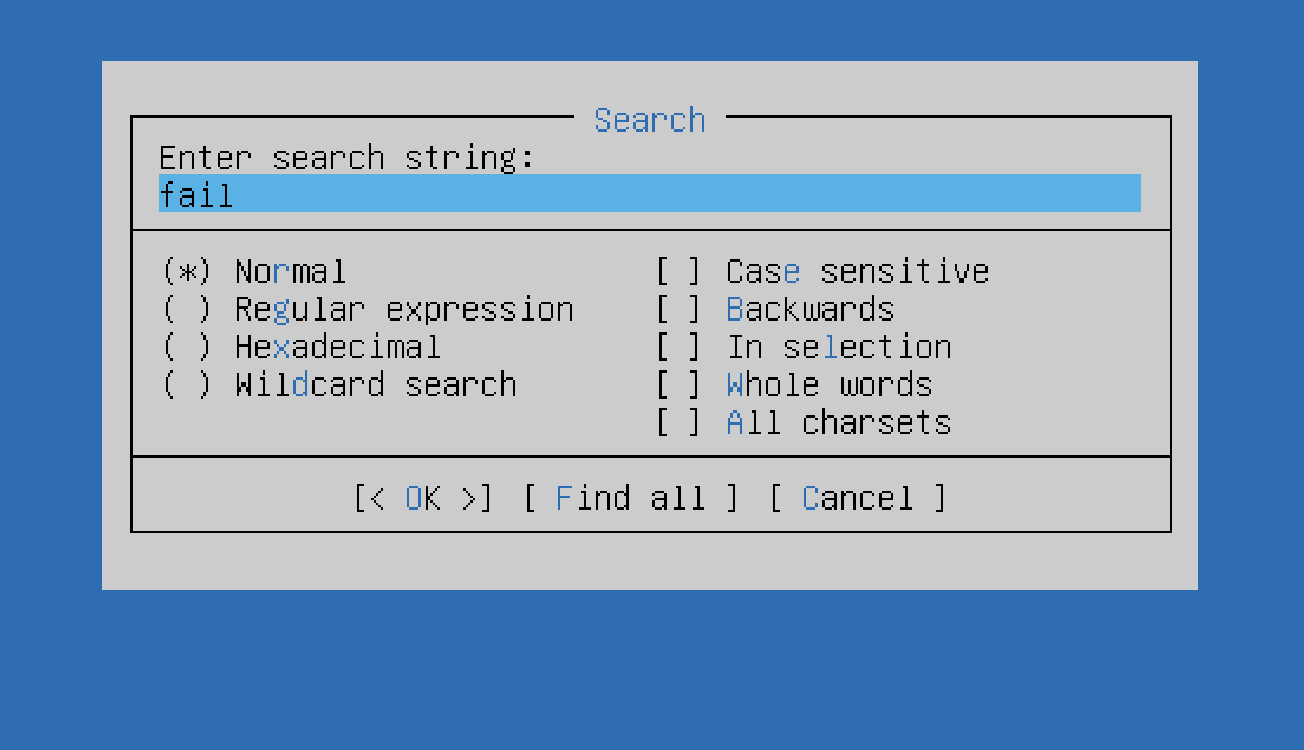 Search
Enter search string:
fail
(*) Normal
( ) Regular expression
( ) Hexadecimal
( ) Wildcard search
[ ] Case sensitive
[ ] Backwards
[ ] In selection
[ ] Whole words
[ ] All charsets
[< OK >] [ Find all ] [ Cancel ]